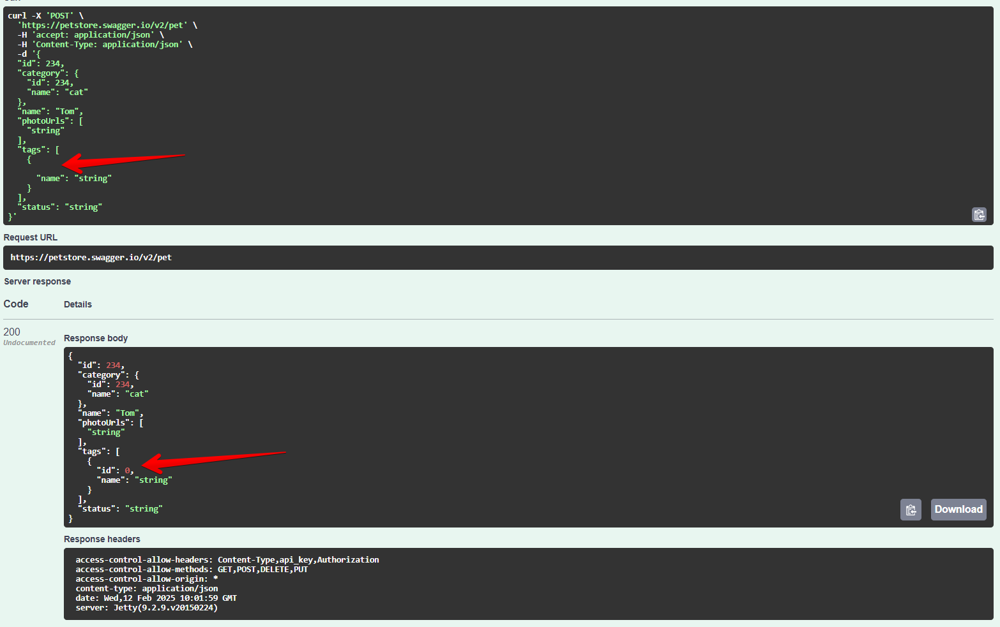 curl -X 'POST' \
  'https://petstore.swagger.io/v2/pet' \
  -H 'accept: application/json' \
  -H 'Content-Type: application/json' \
  -d '{
  "id": 234,
  "category": {
    "id": 234,
    "name": "cat"
  },
  "name": "Tom",
  "photoUrls": [
    "string"
  ],
  "tags": [
    {
      "name": "string"
    }
  ],
  "status": "string"
}'
Request URL
https://petstore.swagger.io/v2/pet
Server response
Code Details
200
Undocumented
Response body
{
  "id": 234,
  "category": {
    "id": 234,
    "name": "cat"
  },
  "name": "Tom",
  "photoUrls": [
    "string"
  ],
  "tags": [
    {
      "id": 0,
      "name": "string"
    }
  ],
  "status": "string"
}
Download
Response headers
access-control-allow-headers: Content-Type,api_key,Authorization
access-control-allow-methods: GET,POST,DELETE,PUT
access-control-allow-origin: *
content-type: application/json
date: Wed,12 Feb 2025 10:01:59 GMT
server: Jetty(9.2.9.v20150224)